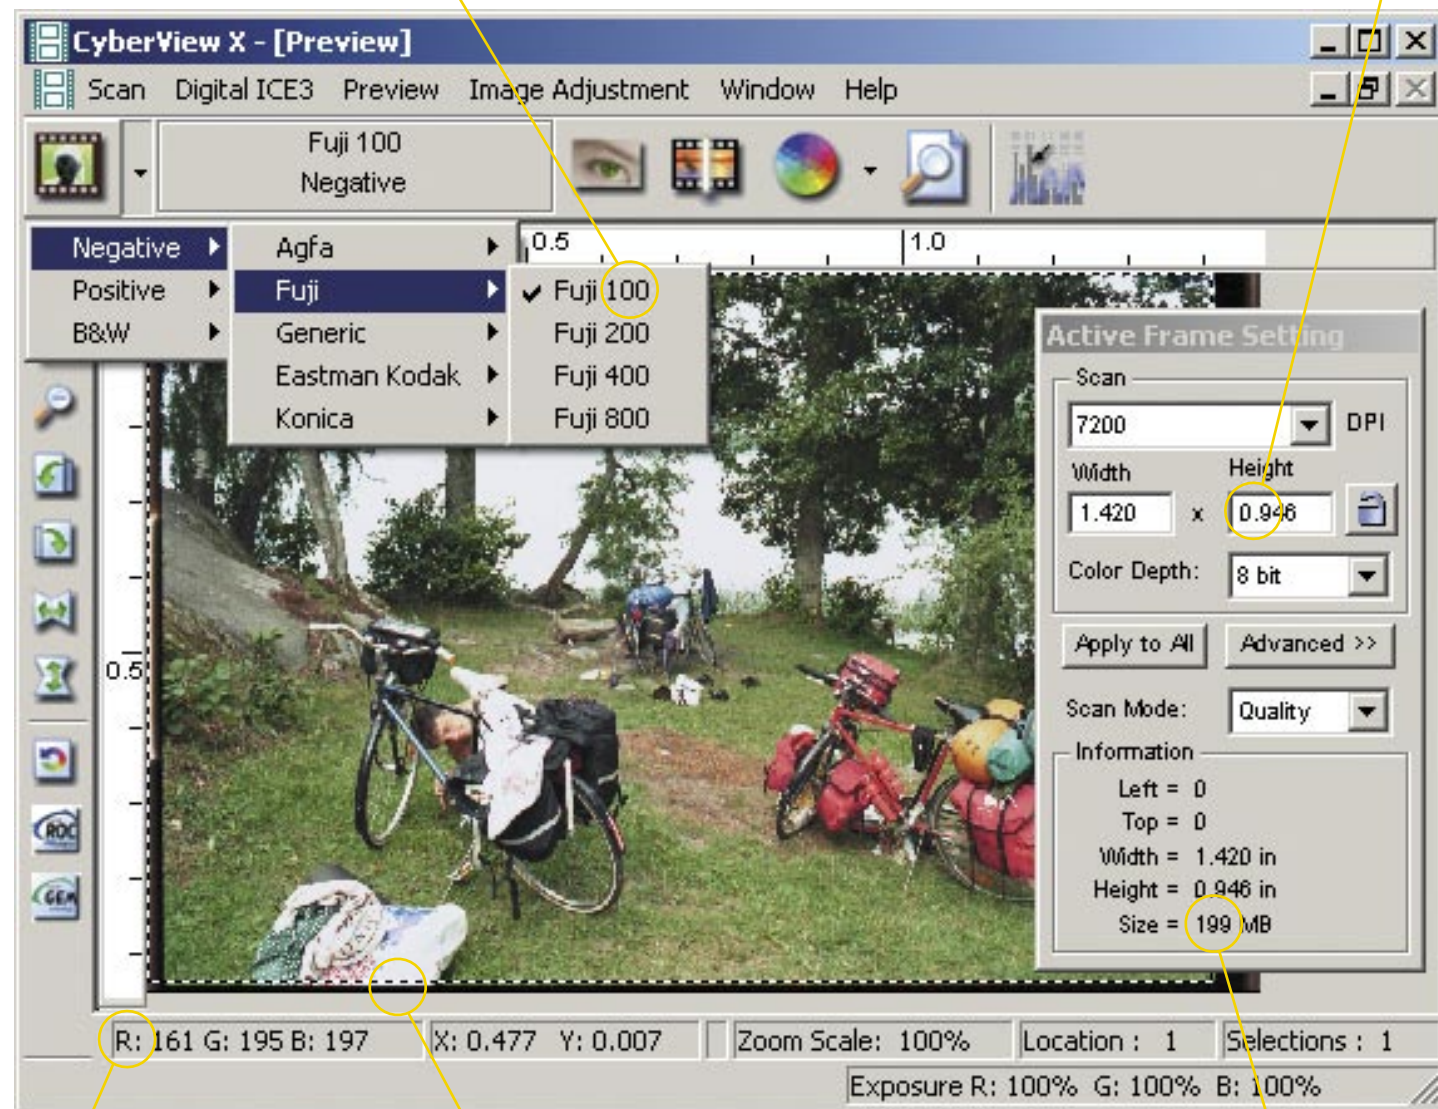 CyberView X - [Preview]
Scan Digital ICE3 Preview Image Adjustment Window Help
Fuji 100
Negative
Negative
Positive
B&W
Agfa
Fuji
Generic
Eastman Kodak
Konica
Fuji 100
Fuji 200
Fuji 400
Fuji 800
0.5 1.0
0.5
ROC
GEM
Active Frame Setting
Scan
7200 DPI
Width Height
1.420 x 0.946
Color Depth: 8 bit
Apply to All Advanced >>
Scan Mode: Quality
Information
Left = 0
Top = 0
Width = 1.420 in
Height = 0.946 in
Size = 199 MB
R: 161 G: 195 B: 197 X: 0.477 Y: 0.007 Zoom Scale: 100% Location : 1 Selections : 1
Exposure R: 100% G: 100% B: 100%